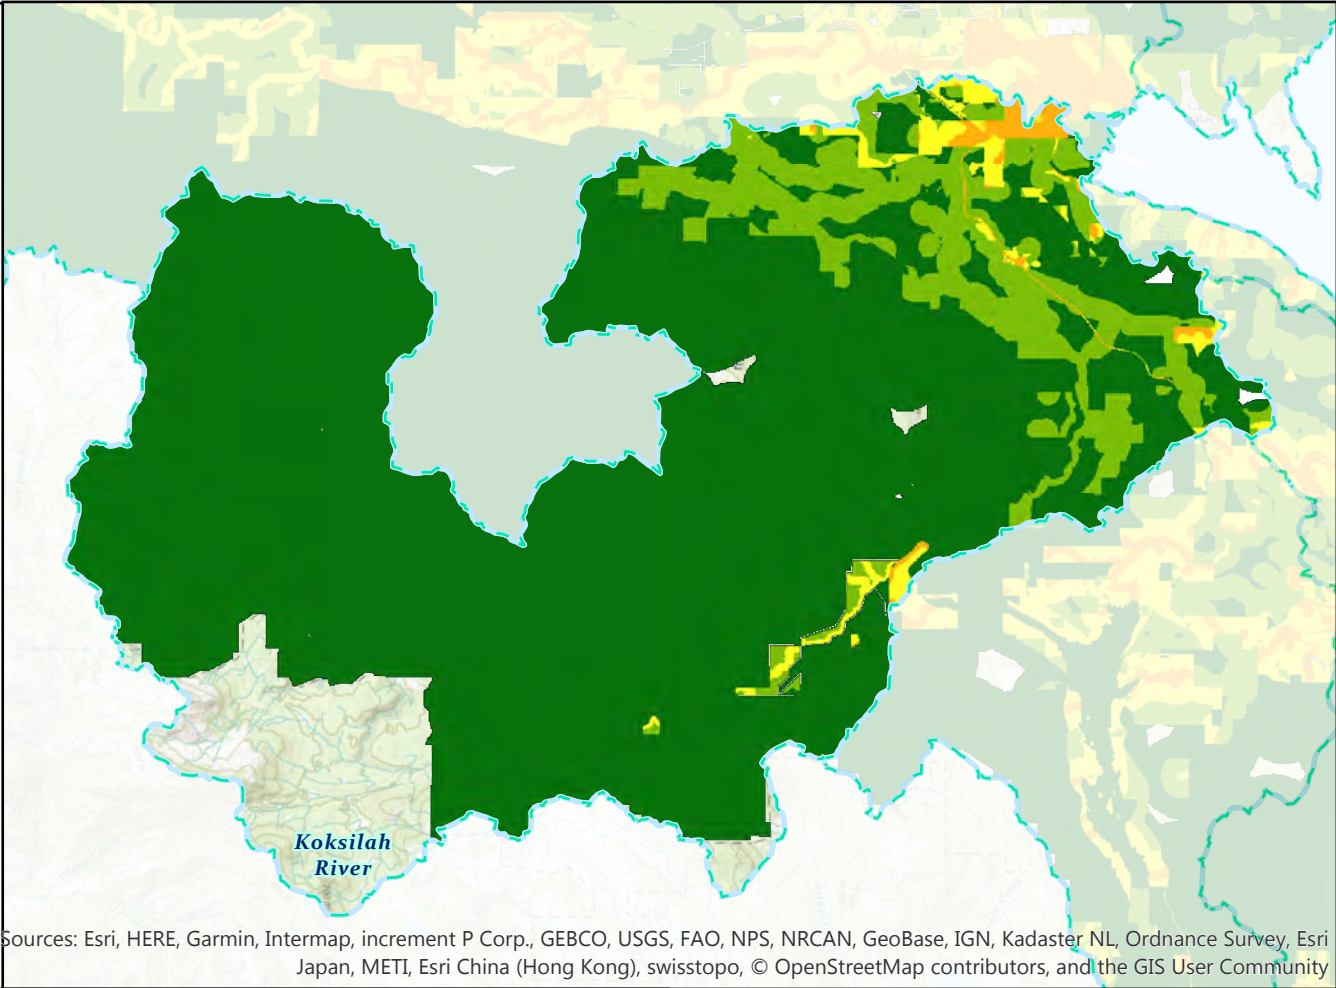 Koksilah
River
Sources: Esri, HERE, Garmin, Intermap, increment P Corp., GEBCO, USGS, FAO, NPS, NRCAN, GeoBase, IGN, Kadaster NL, Ordnance Survey, Esri
Japan, METI, Esri China (Hong Kong), swisstopo, © OpenStreetMap contributors, and the GIS User Community